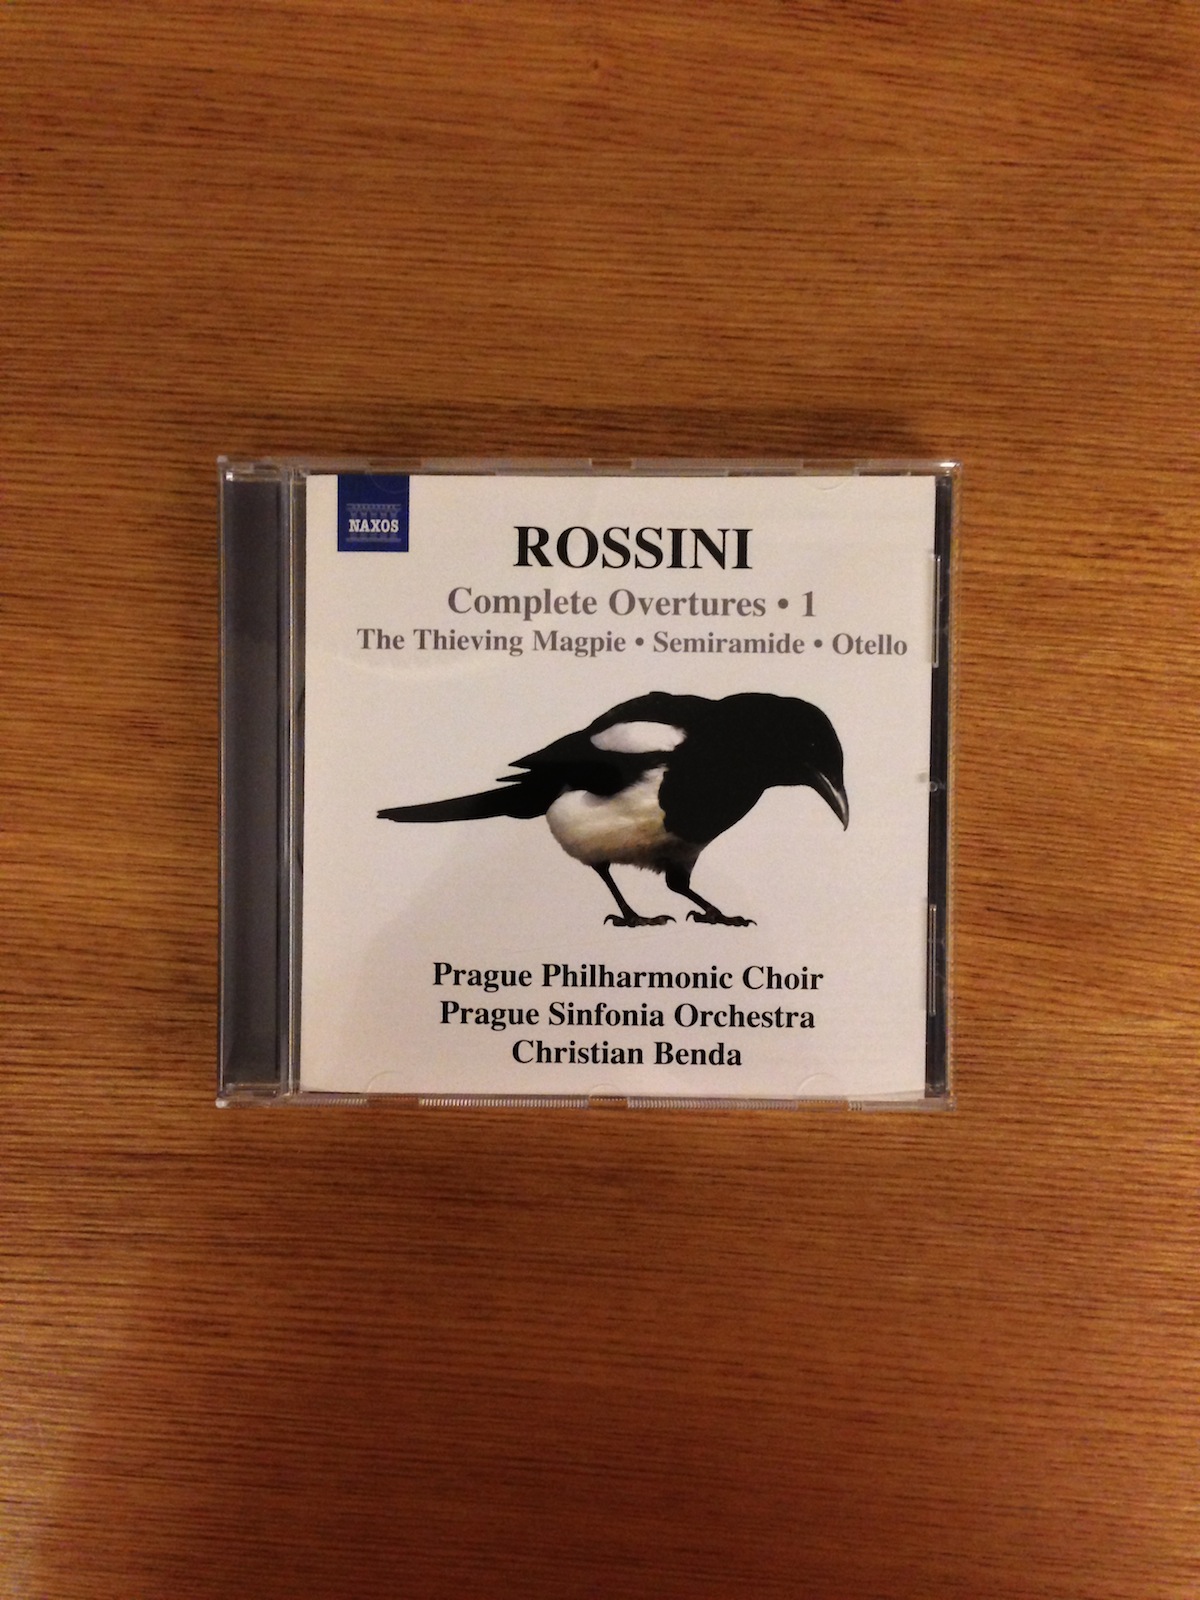 NAXOS
ROSSINI
Complete Overtures • 1
The Thieving Magpie • Semiramide • Otello
Prague Philharmonic Choir
Prague Sinfonia Orchestra
Christian Benda